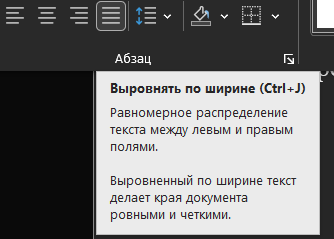 Абзац
Выровнять по ширине (Ctrl+J)
Равномерное распределение
текста между левым и правым
полями.
Выровненный по ширине текст
делает края документа
ровными и четкими.